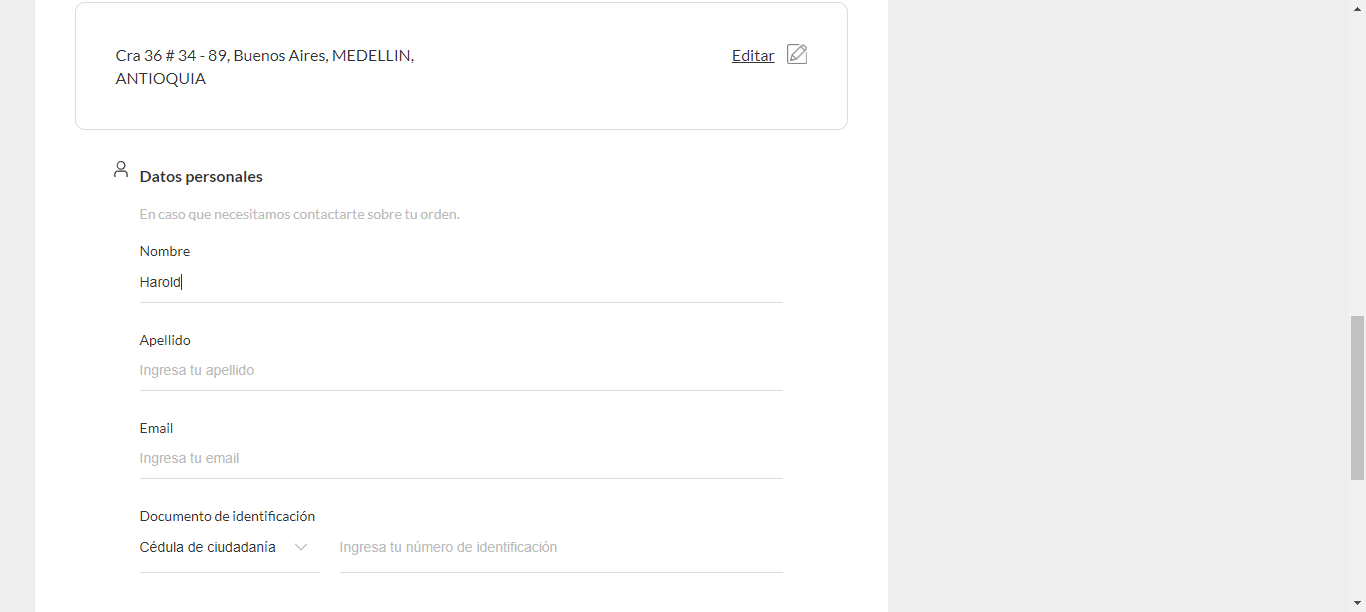 Cra 36 # 34 - 89, Buenos Aires, MEDELLIN,
ANTIOQUIA
Editar
Datos personales
En caso que necesitamos contactarte sobre tu orden.
Nombre
Harold
Apellido
Ingresa tu apellido
Email
Ingresa tu email
Documento de identificación
Cédula de ciudadanía
Ingresa tu número de identificación